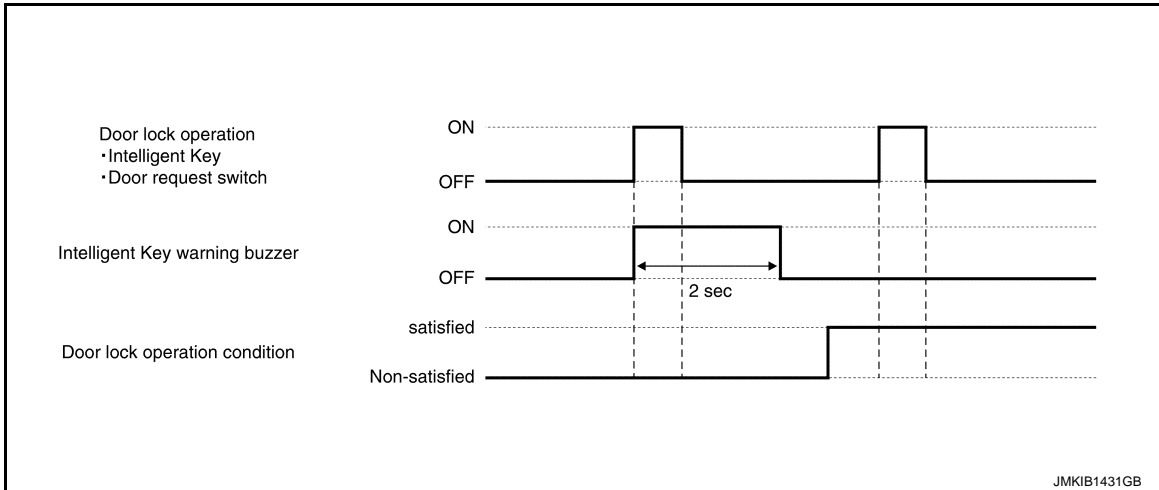 Door lock operation
・Intelligent Key
・Door request switch
ON
OFF
Intelligent Key warning buzzer
ON
OFF
2 sec
Door lock operation condition
satisfied
Non-satisfied
JMKIB1431GB